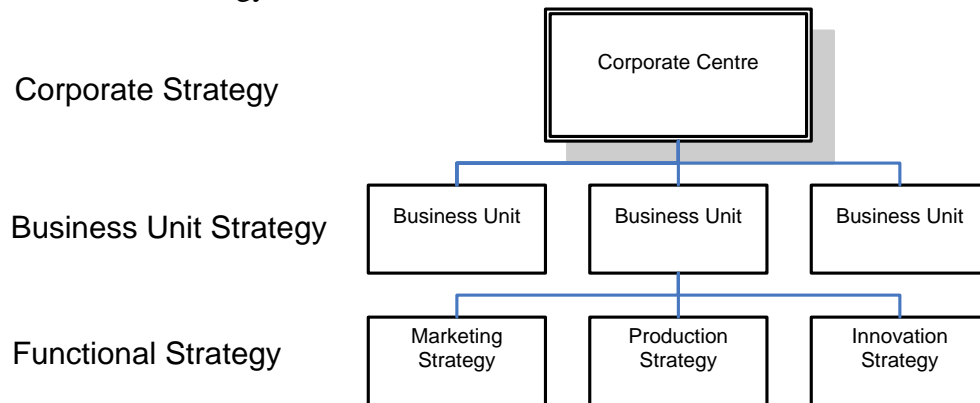 Corporate Centre
Corporate Strategy
Business Unit Strategy
Business Unit
Business Unit
Business Unit
Functional Strategy
Marketing
Strategy
Production
Strategy
Innovation
Strategy